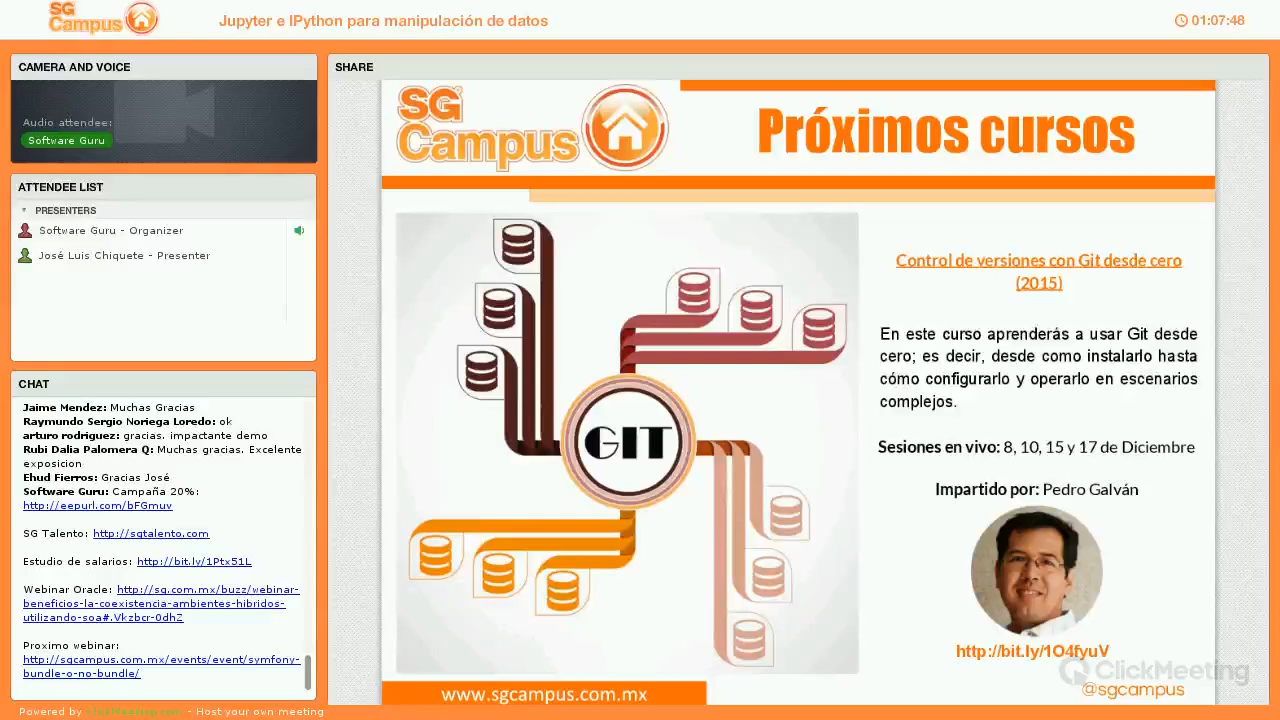 SG Campus
Jupyter e IPython para manipulación de datos
01:07:48
CAMERA AND VOICE
Audio attendee:
Software Guru
ATTENDEE LIST
PRESENTERS
Software Guru - Organizer
José Luis Chiquete - Presenter
CHAT
Jaime Mendez: Muchas Gracias
Raymundo Sergio Noriega Loredo: ok
arturo rodriguez: gracias. impactante demo
Rubi Dalia Palomera Q: Muchas gracias. Excelente
exposicion
Ehud Fierros: Gracias José
Software Guru: Campaña 20%:
http://eepurl.com/bFGmuv
SG Talento: http://sgtalento.com
Estudio de salarios: http://bit.ly/1Ptx51L
Webinar Oracle: http://sg.com.mx/buzz/webinar-
beneficios-la-coexistencia-ambientes-hibridos-
utilizando-soa#.Vkzbcr-0dhZ
Proximo webinar:
http://sgcampus.com.mx/events/event/symfony-
bundle-o-no-bundle/
Powered by ClickMeeting.com - Host your own meeting
SHARE
SG
Campus
Próximos cursos
GIT
Control de versiones con Git desde cero
(2015)
En este curso aprenderás a usar Git desde
cero; es decir, desde como instalarlo hasta
cómo configurarlo y operarlo en escenarios
complejos.
Sesiones en vivo: 8, 10, 15 y 17 de Diciembre
Impartido por: Pedro Galván
http://bit.ly/1O4fyuV
ClickMeeting
@sgcampus
www.sgcampus.com.mx